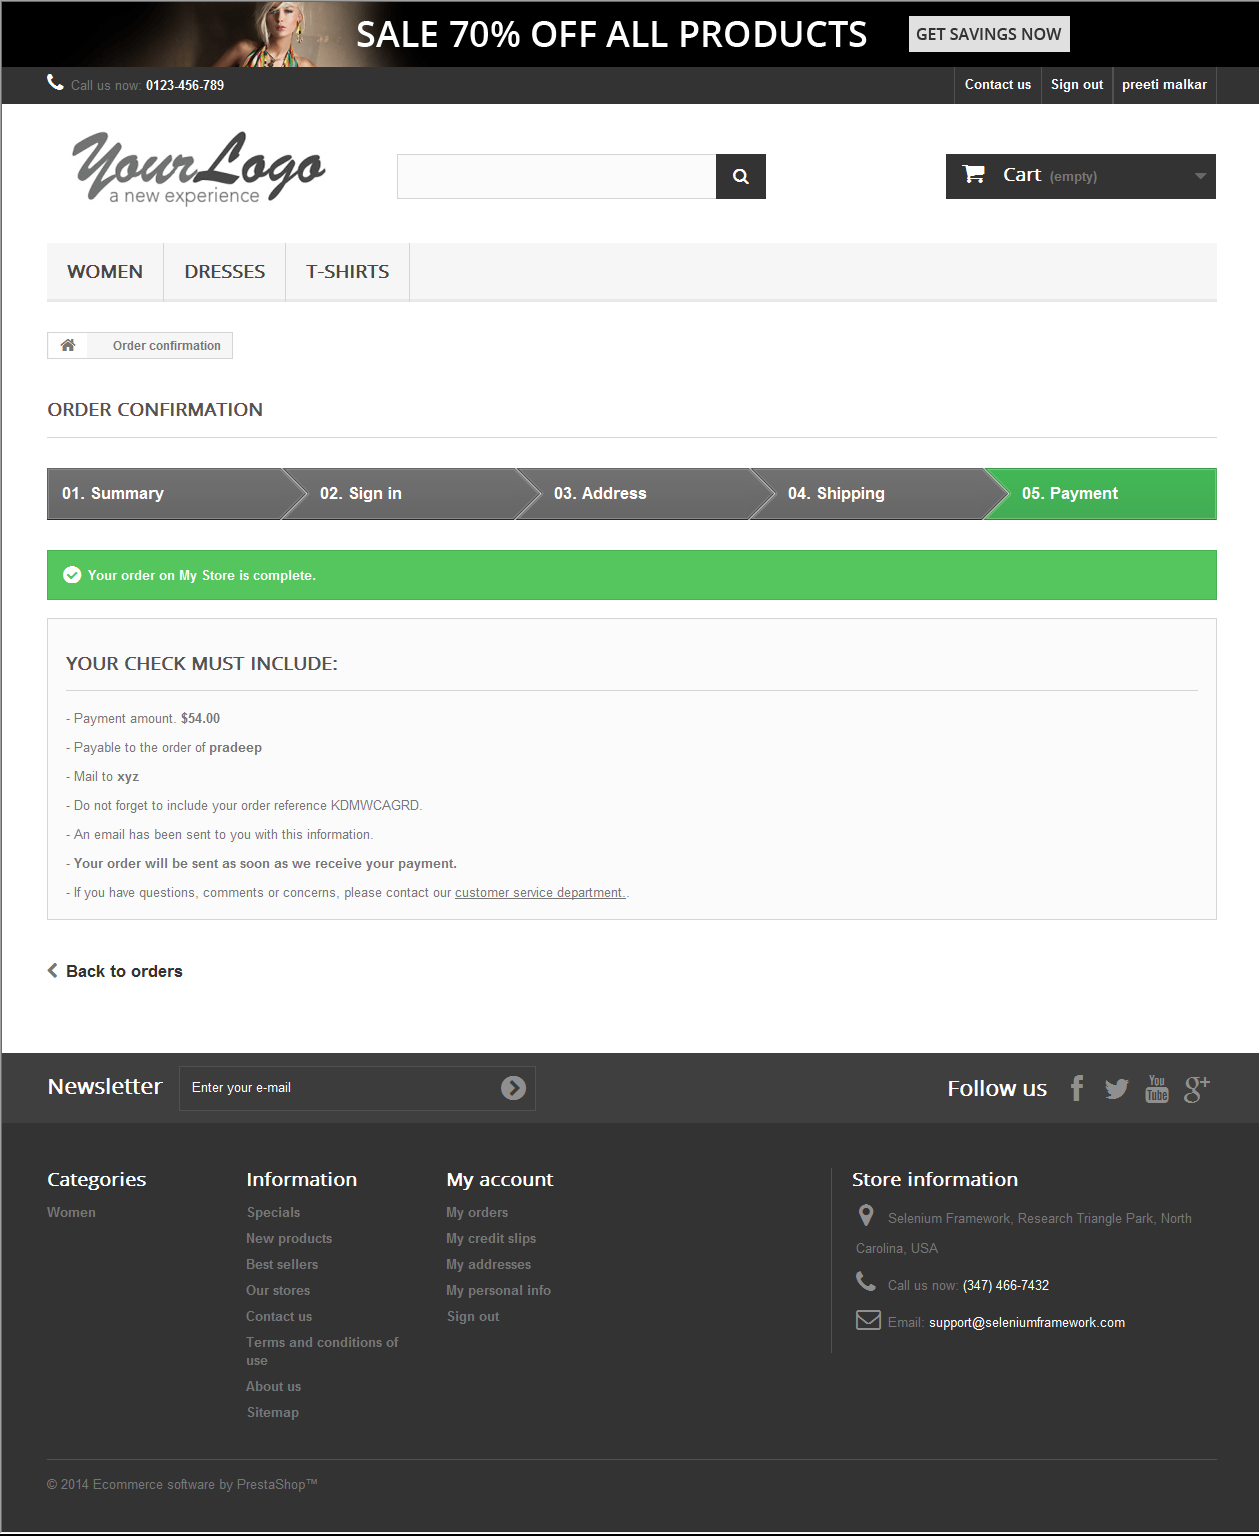 SALE 70% OFF ALL PRODUCTS GET SAVINGS NOW
Call us now: 0123-456-789 Contact us Sign out preeti malkar
YourLogo
a new experience
Cart (empty)
WOMEN DRESSES T-SHIRTS
Order confirmation
ORDER CONFIRMATION
01. Summary 02. Sign in 03. Address 04. Shipping 05. Payment
Your order on My Store is complete.
YOUR CHECK MUST INCLUDE:
- Payment amount. $54.00
- Payable to the order of pradeep
- Mail to xyz
- Do not forget to include your order reference KDMWCAGRD.
- An email has been sent to you with this information.
- Your order will be sent as soon as we receive your payment.
- If you have questions, comments or concerns, please contact our customer service department..
Back to orders
Newsletter Enter your e-mail Follow us f You Tube g+
Categories
Women
Information
Specials
New products
Best sellers
Our stores
Contact us
Terms and conditions of
use
About us
Sitemap
My account
My orders
My credit slips
My addresses
My personal info
Sign out
Store information
Selenium Framework, Research Triangle Park, North
Carolina, USA
Call us now: (347) 466-7432
Email: support@seleniumframework.com
© 2014 Ecommerce software by PrestaShop™